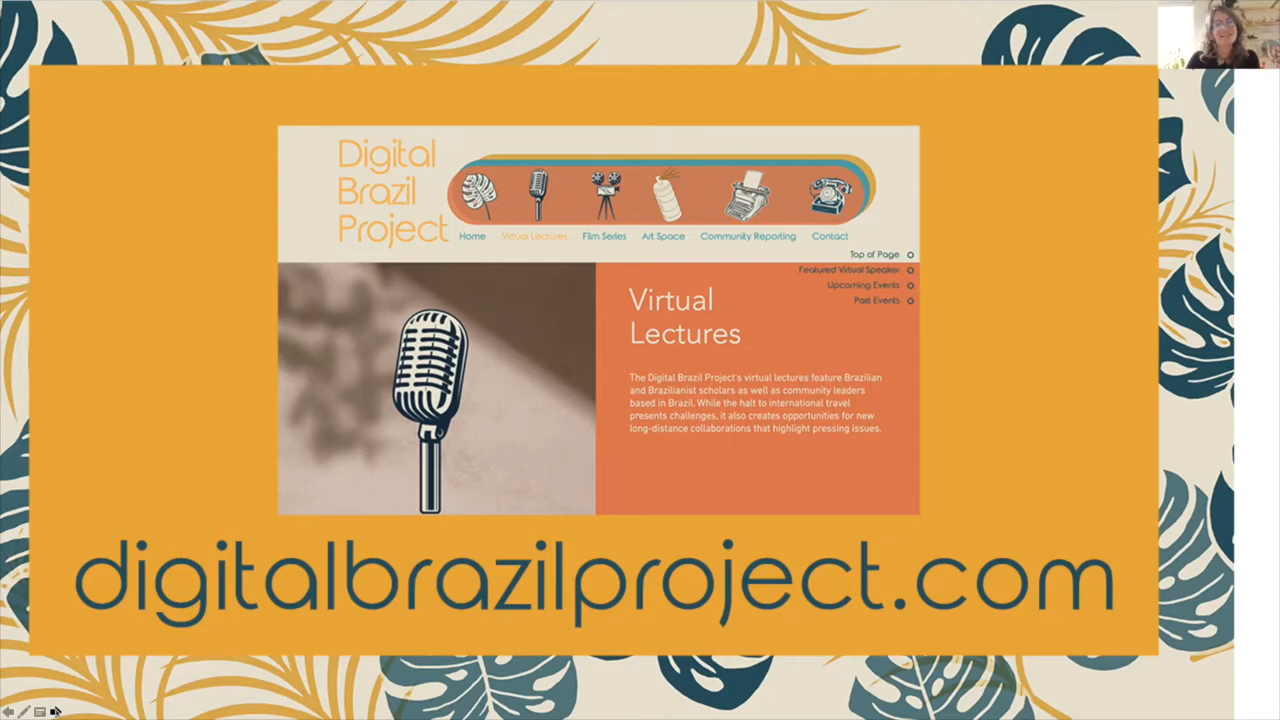 Digital
Brazil
Project
Home Virtual Lectures Film Series Art Space Community Reporting Contact
Top of Page
Featured Virtual Speaker
Upcoming Events
Past Events
Virtual
Lectures
The Digital Brazil Project's virtual lectures feature Brazilian
and Brazilianist scholars as well as community leaders
based in Brazil. While the halt to international travel
presents challenges, it also creates opportunities for new
long-distance collaborations that highlight pressing issues.
digitalbrazilproject.com